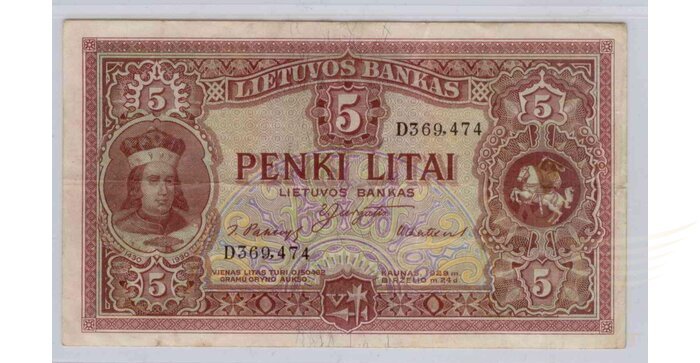 LIETUVOS BANKAS
5 5 5
D369,474
PENKI LITAI
LIETUVOS BANKAS
D369,474
1430 1930
VIENAS LITAS TURI 0,150462
GRAMŲ GRYNO AUKSO.
KAUNAS, 1929 m.
BIRŽELIO m. 24 d.
5 5